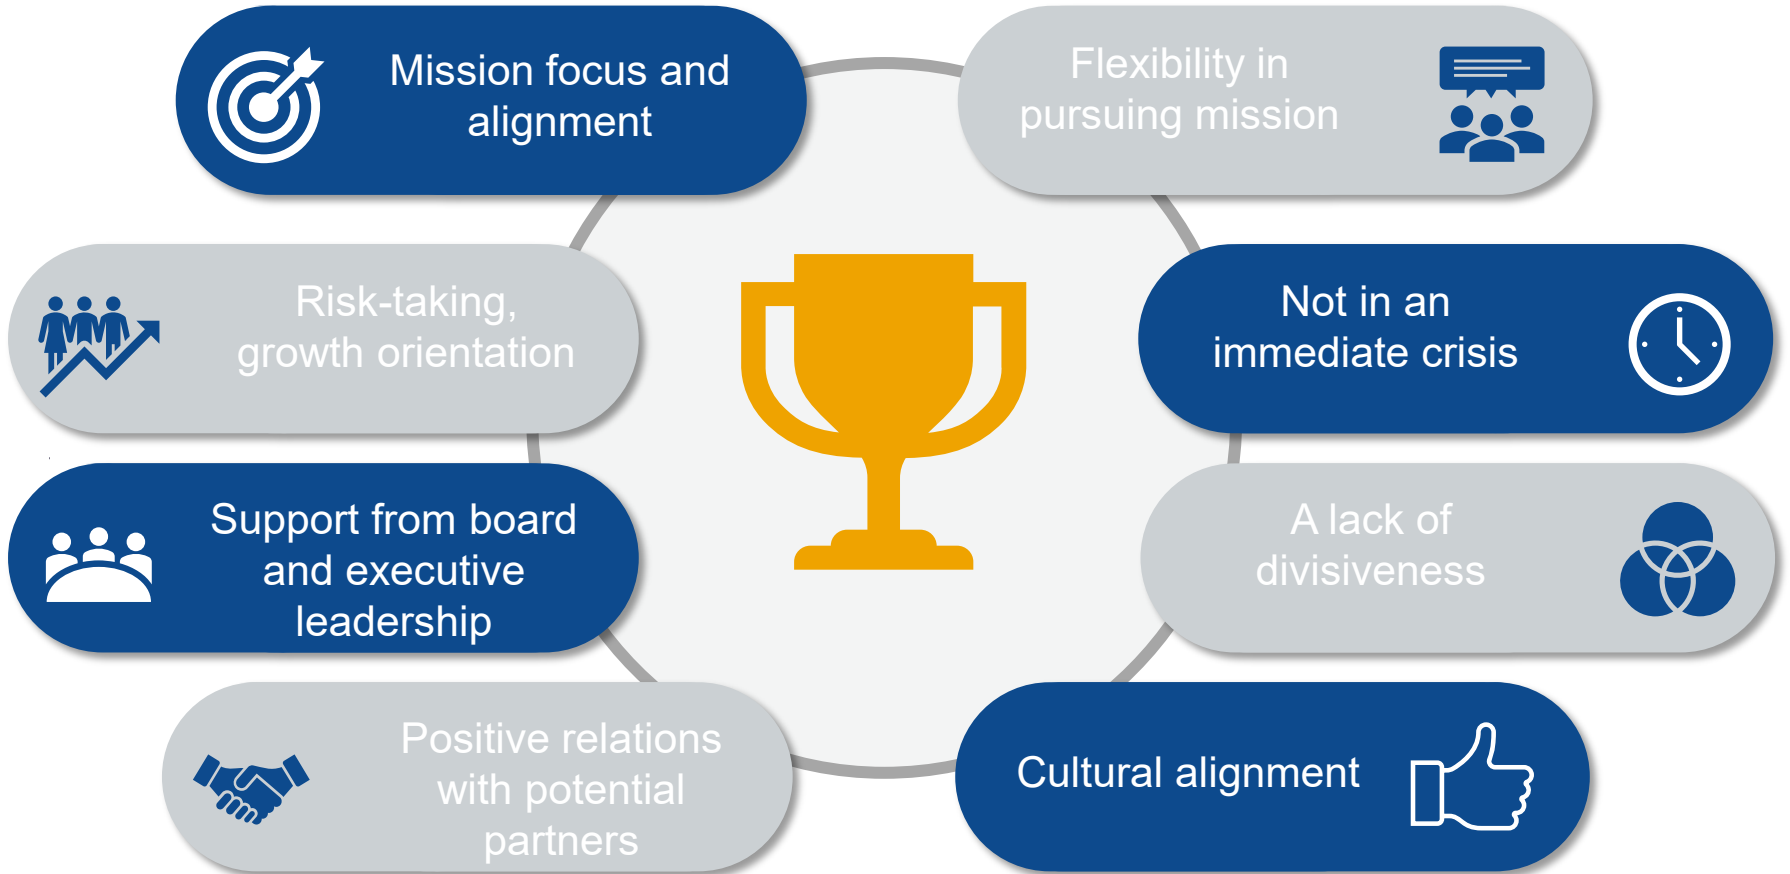 Mission focus and
alignment
Flexibility in
pursuing mission
Risk-taking,
growth orientation
Not in an
immediate crisis
Support from board
and executive
leadership
A lack of
divisiveness
Positive relations
with potential
partners
Cultural alignment